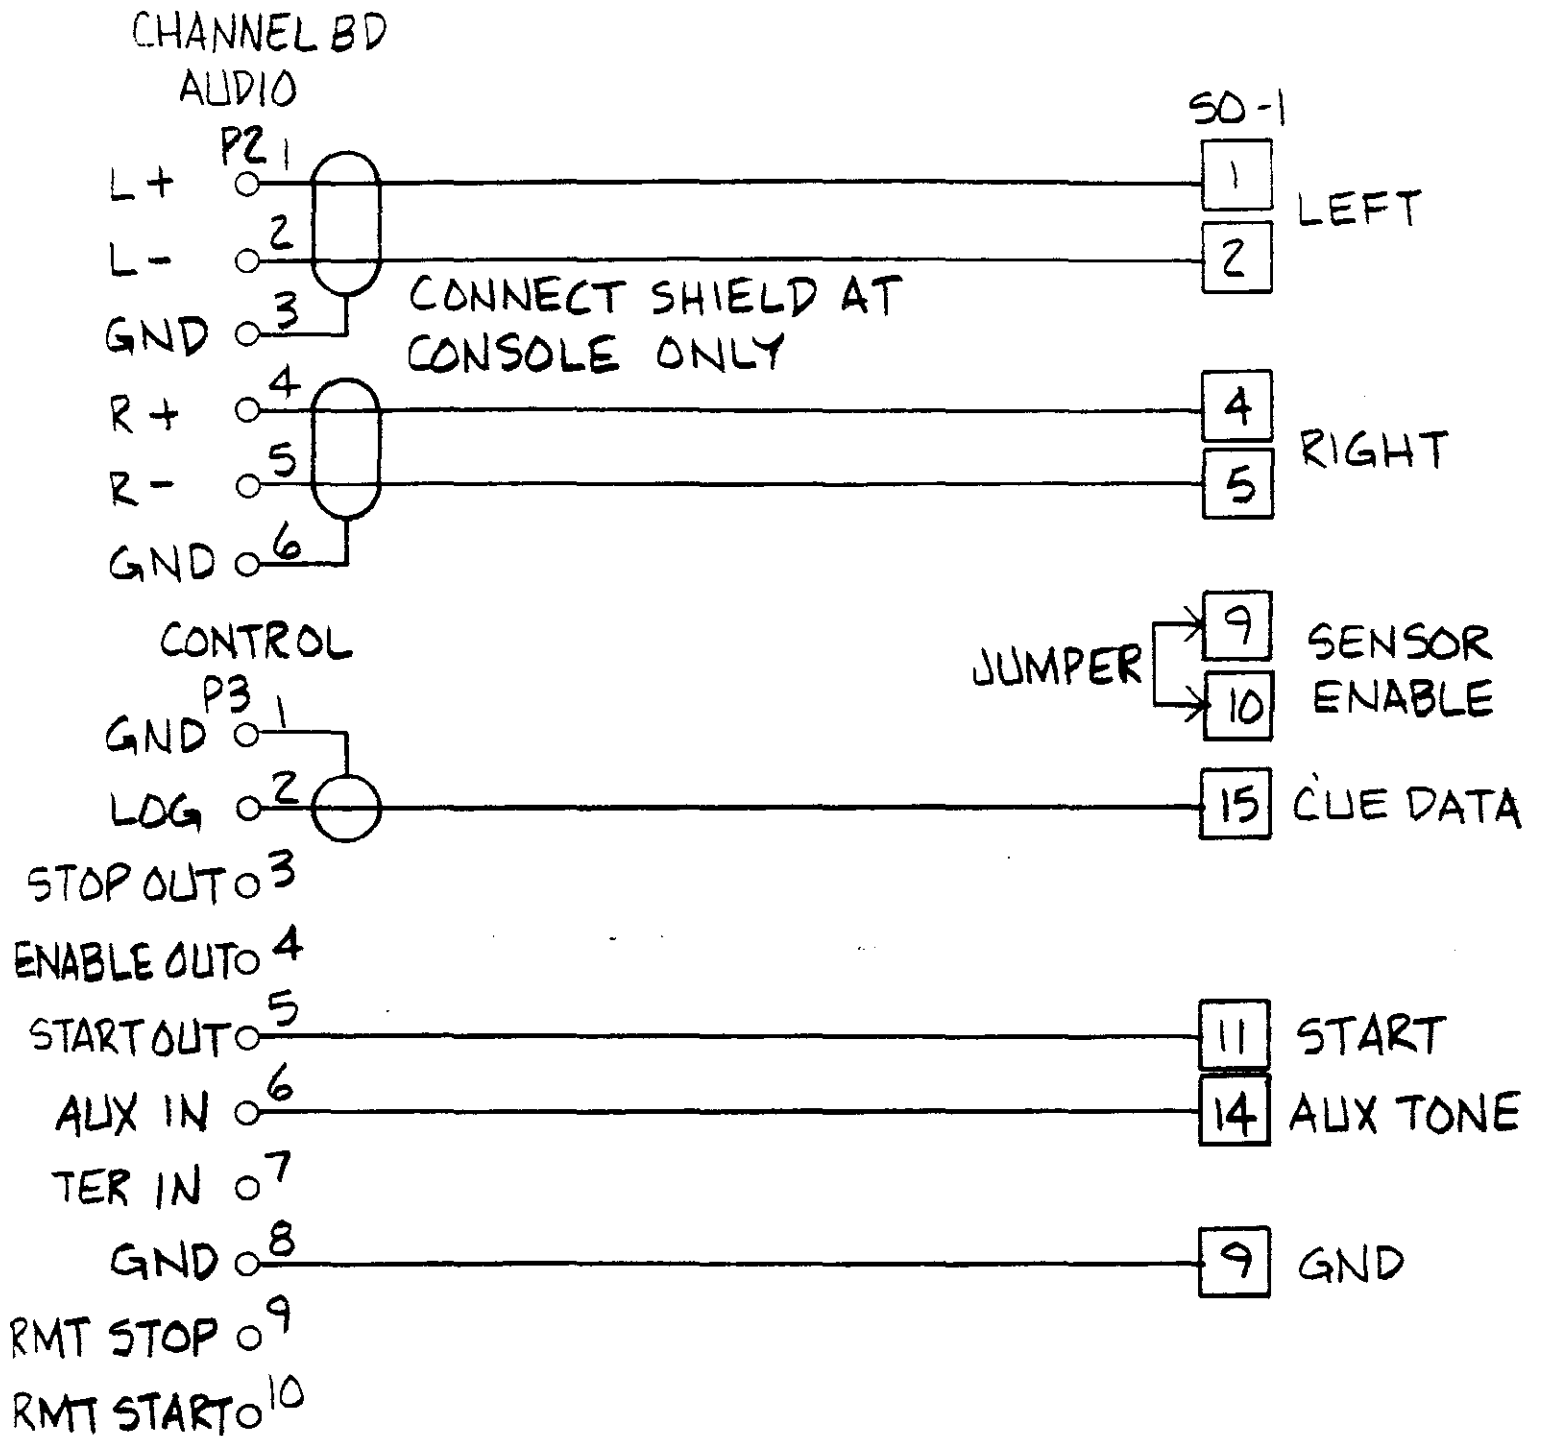 CHANNEL BD
AUDIO
SO-1
P2 1
L + 1
LEFT
2
L - 2
CONNECT SHIELD AT
CONSOLE ONLY
GND 3
4
R + 4
RIGHT
5
R - 5
GND 6
CONTROL
JUMPER
9
10
SENSOR
ENABLE
P3 1
GND
LOG 2 15 CUE DATA
STOP OUT 3
ENABLE OUT 4
START OUT 5 11 START
AUX IN 6 14 AUX TONE
TER IN 7
GND 8 9 GND
RMT STOP 9
RMT START 10